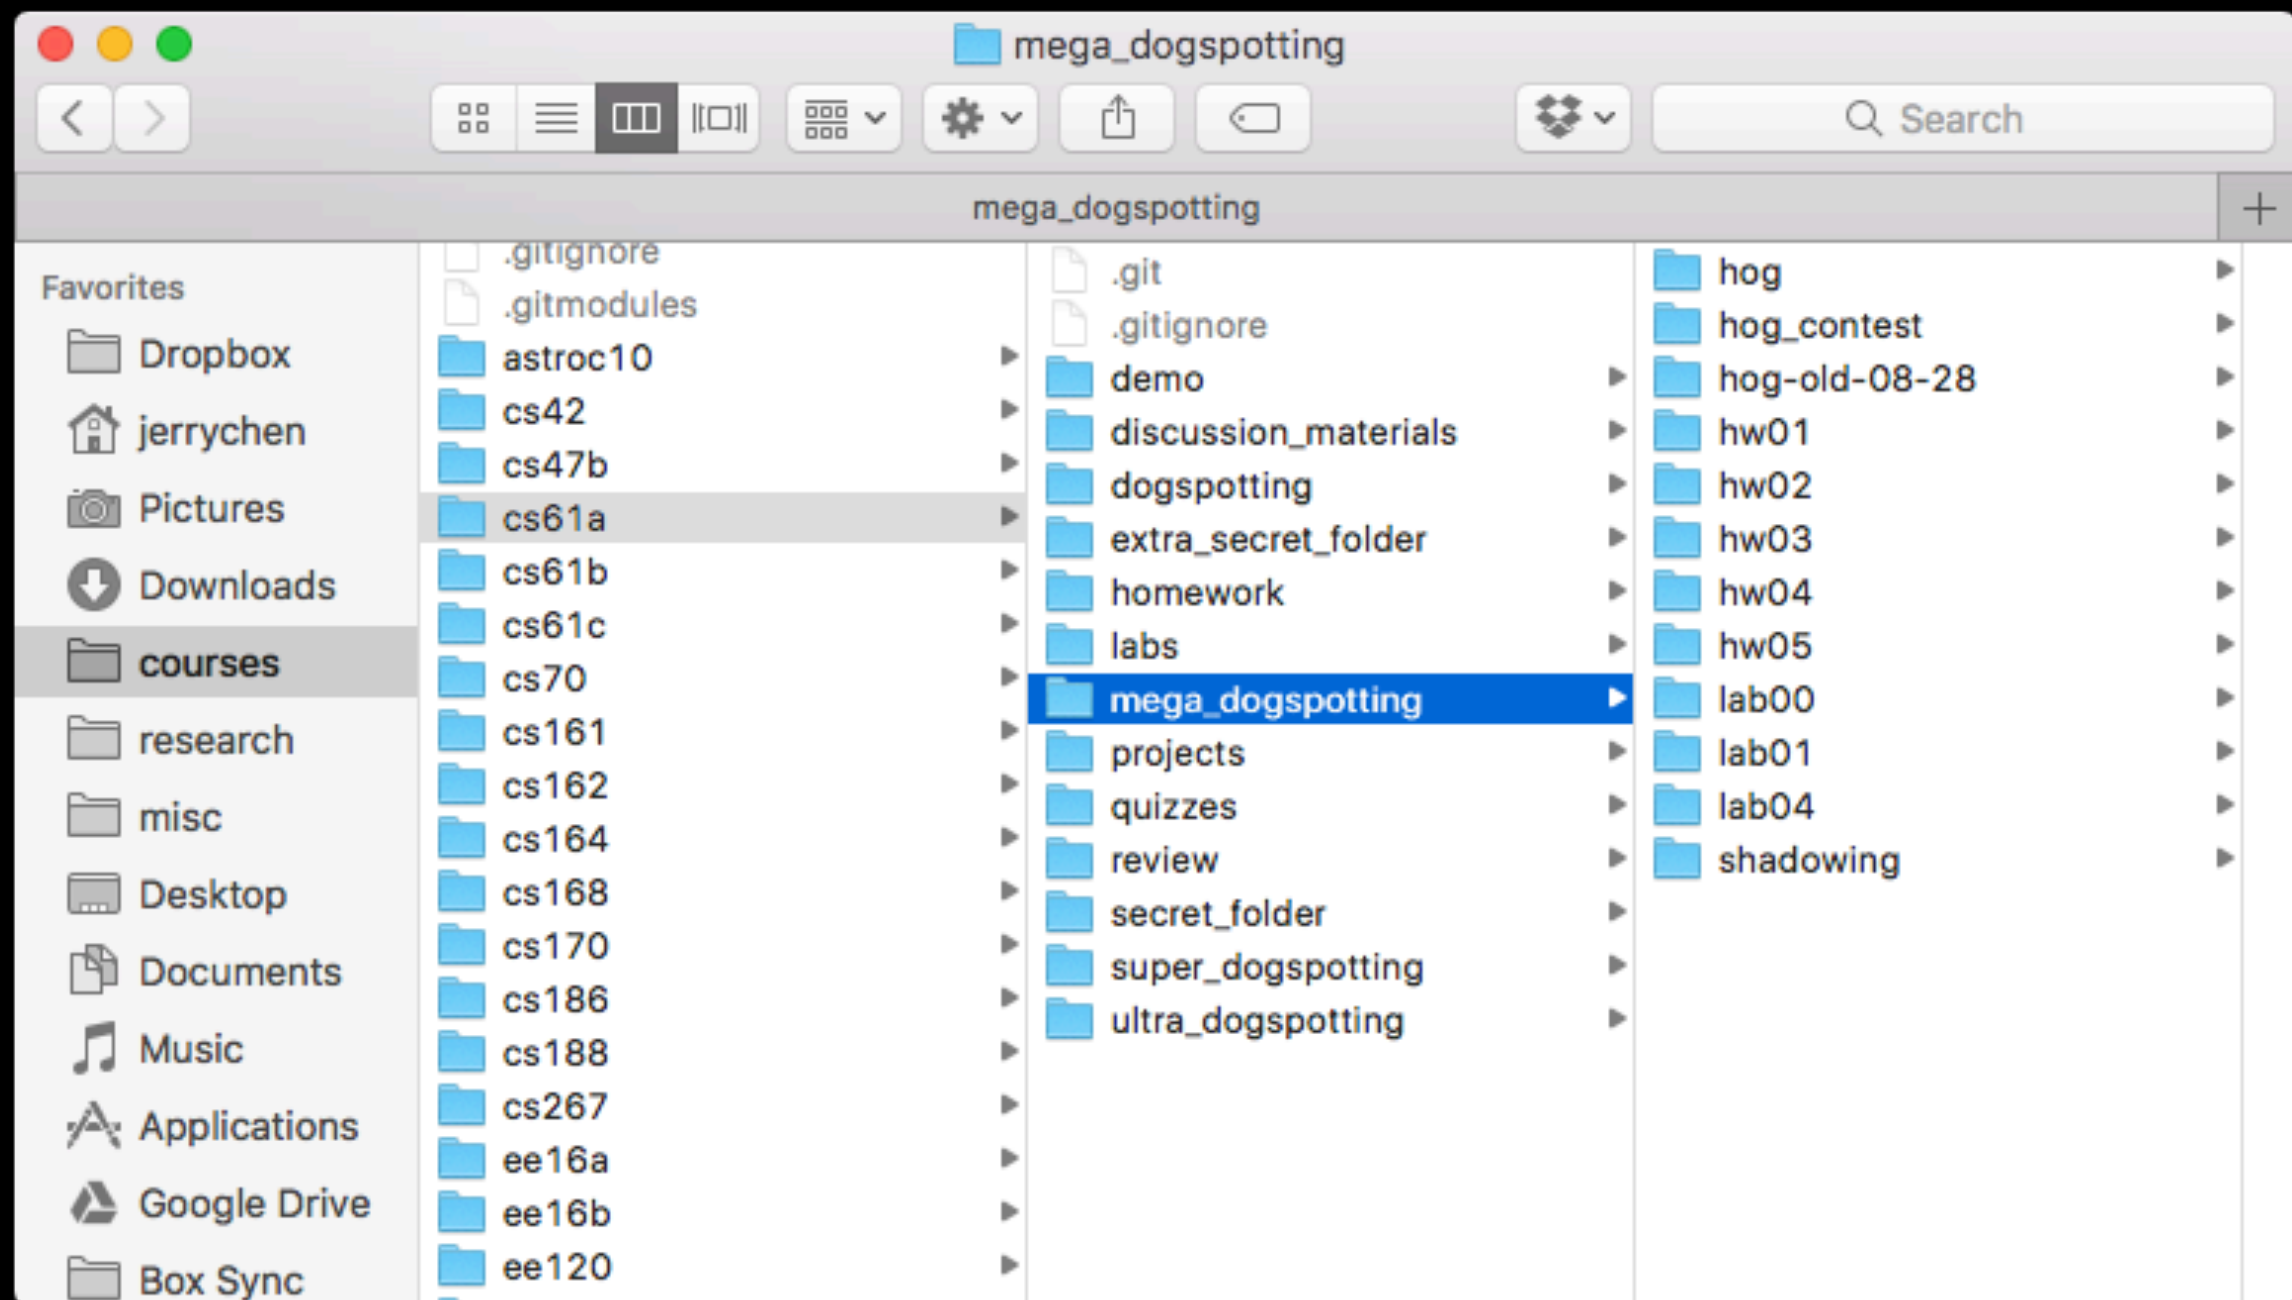 mega_dogspotting
Search
mega_dogspotting
Favorites
Dropbox
jerrychen
Pictures
Downloads
courses
research
misc
Desktop
Documents
Music
Applications
Google Drive
Box Sync
.gitignore
.gitmodules
astroc10
cs42
cs47b
cs61a
cs61b
cs61c
cs70
cs161
cs162
cs164
cs168
cs170
cs186
cs188
cs267
ee16a
ee16b
ee120
.git
.gitignore
demo
discussion_materials
dogspotting
extra_secret_folder
homework
labs
mega_dogspotting
projects
quizzes
review
secret_folder
super_dogspotting
ultra_dogspotting
hog
hog_contest
hog-old-08-28
hw01
hw02
hw03
hw04
hw05
lab00
lab01
lab04
shadowing